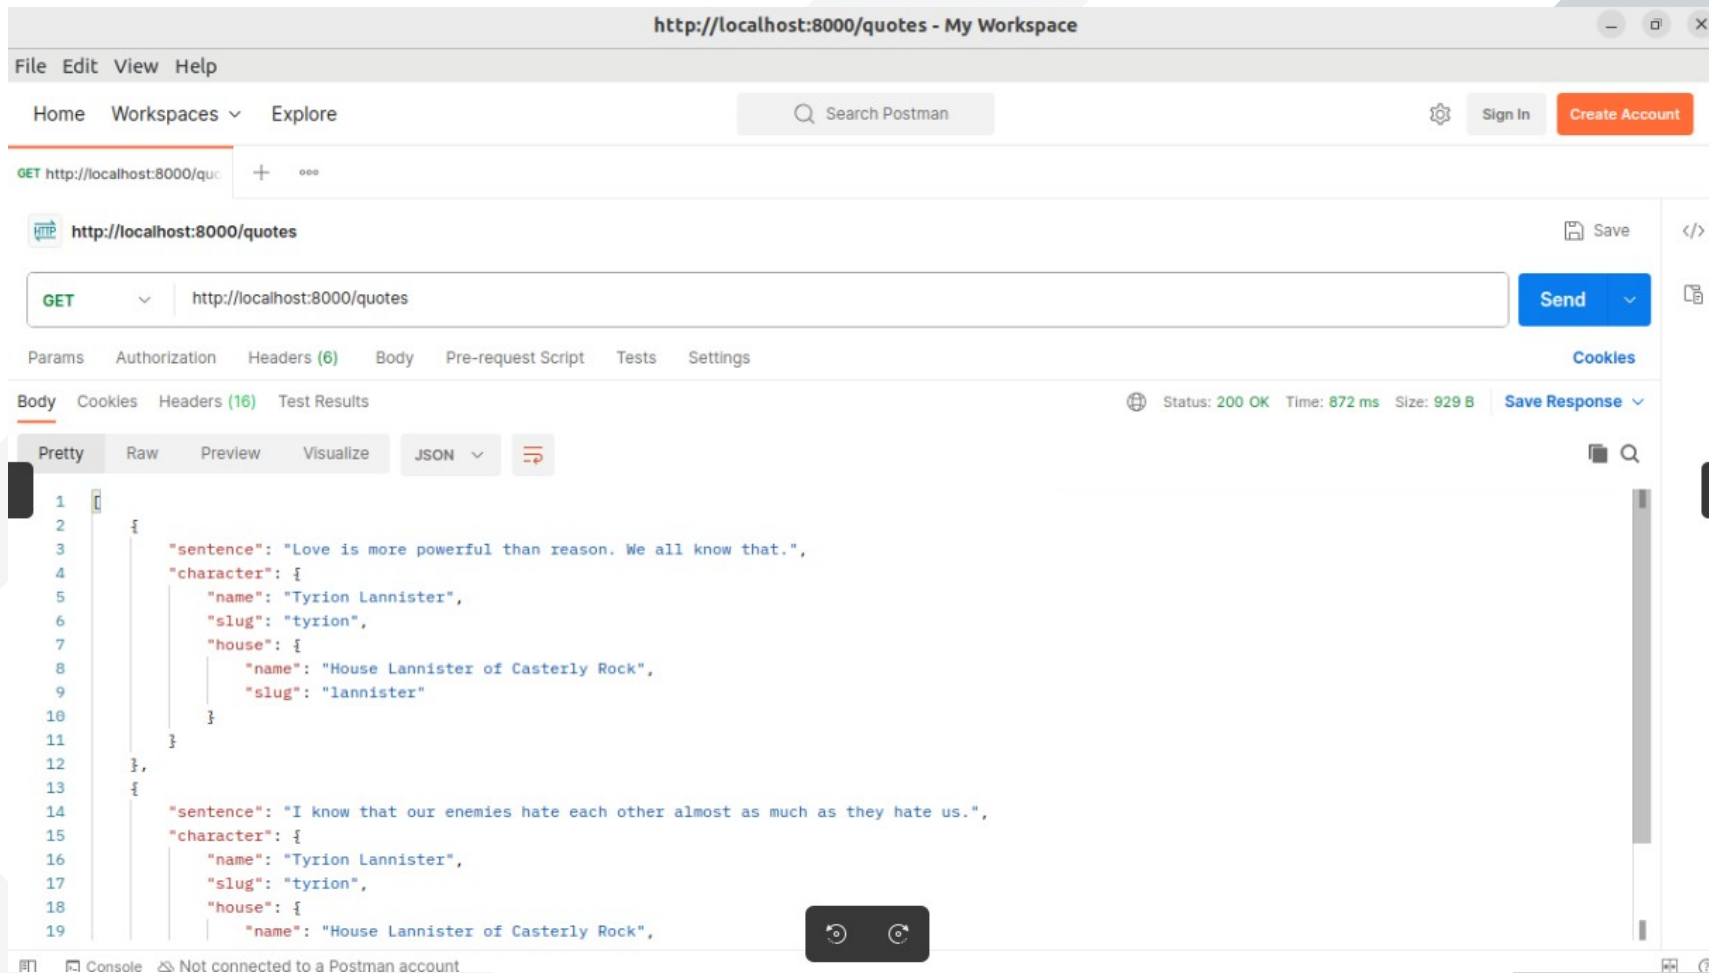 http://localhost:8000/quotes - My Workspace
File Edit View Help
Home Workspaces Explore Search Postman Sign In Create Account
GET http://localhost:8000/quo
http://localhost:8000/quotes Save </>
GET http://localhost:8000/quotes Send
Params Authorization Headers (6) Body Pre-request Script Tests Settings Cookies
Body Cookies Headers (16) Test Results Status: 200 OK Time: 872 ms Size: 929 B Save Response
Pretty Raw Preview Visualize JSON
1 [
2 {
3 "sentence": "Love is more powerful than reason. We all know that.",
4 "character": {
5 "name": "Tyrion Lannister",
6 "slug": "tyrion",
7 "house": {
8 "name": "House Lannister of Casterly Rock",
9 "slug": "lannister"
10 }
11 }
12 },
13 {
14 "sentence": "I know that our enemies hate each other almost as much as they hate us.",
15 "character": {
16 "name": "Tyrion Lannister",
17 "slug": "tyrion",
18 "house": {
19 "name": "House Lannister of Casterly Rock",
Console Not connected to a Postman account